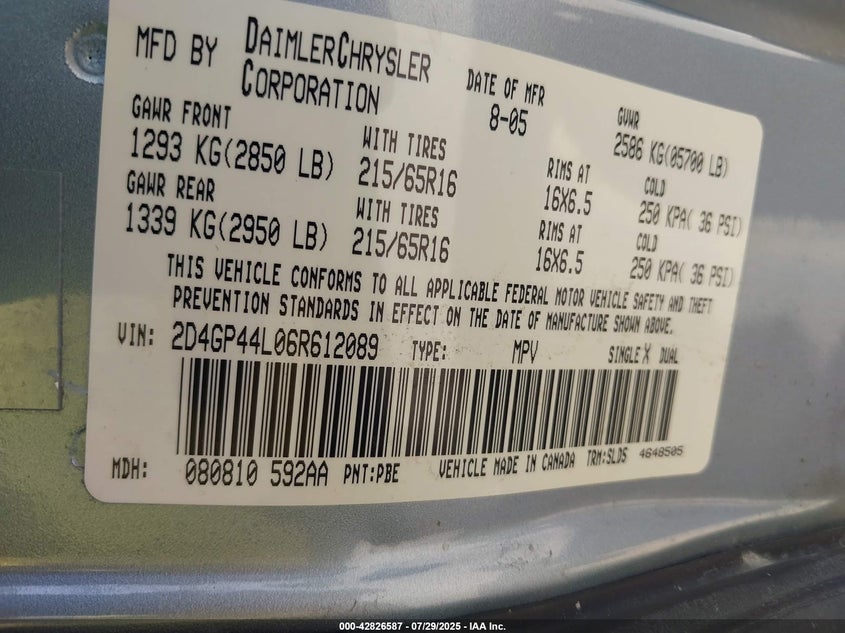 MFD BY DAIMLERCHRYSLER CORPORATION DATE OF MFR 8-05 GVWR 2586 KG(05700 LB)
GAWR FRONT
1293 KG(2850 LB) WITH TIRES 215/65R16 RIMS AT 16X6.5 COLD 250 KPA( 36 PSI)
GAWR REAR
1339 KG(2950 LB) WITH TIRES 215/65R16 RIMS AT 16X6.5 COLD 250 KPA( 36 PSI)
THIS VEHICLE CONFORMS TO ALL APPLICABLE FEDERAL MOTOR VEHICLE SAFETY AND THEFT
PREVENTION STANDARDS IN EFFECT ON THE DATE OF MANUFACTURE SHOWN ABOVE.
VIN: 2D4GP44L06R612089 TYPE: MPV SINGLE X DUAL
MDH: 080810 592AA PNT:PBE VEHICLE MADE IN CANADA TRM:SLD5 4648505
000-42826587 | 07/29/2025 - IAA Inc.